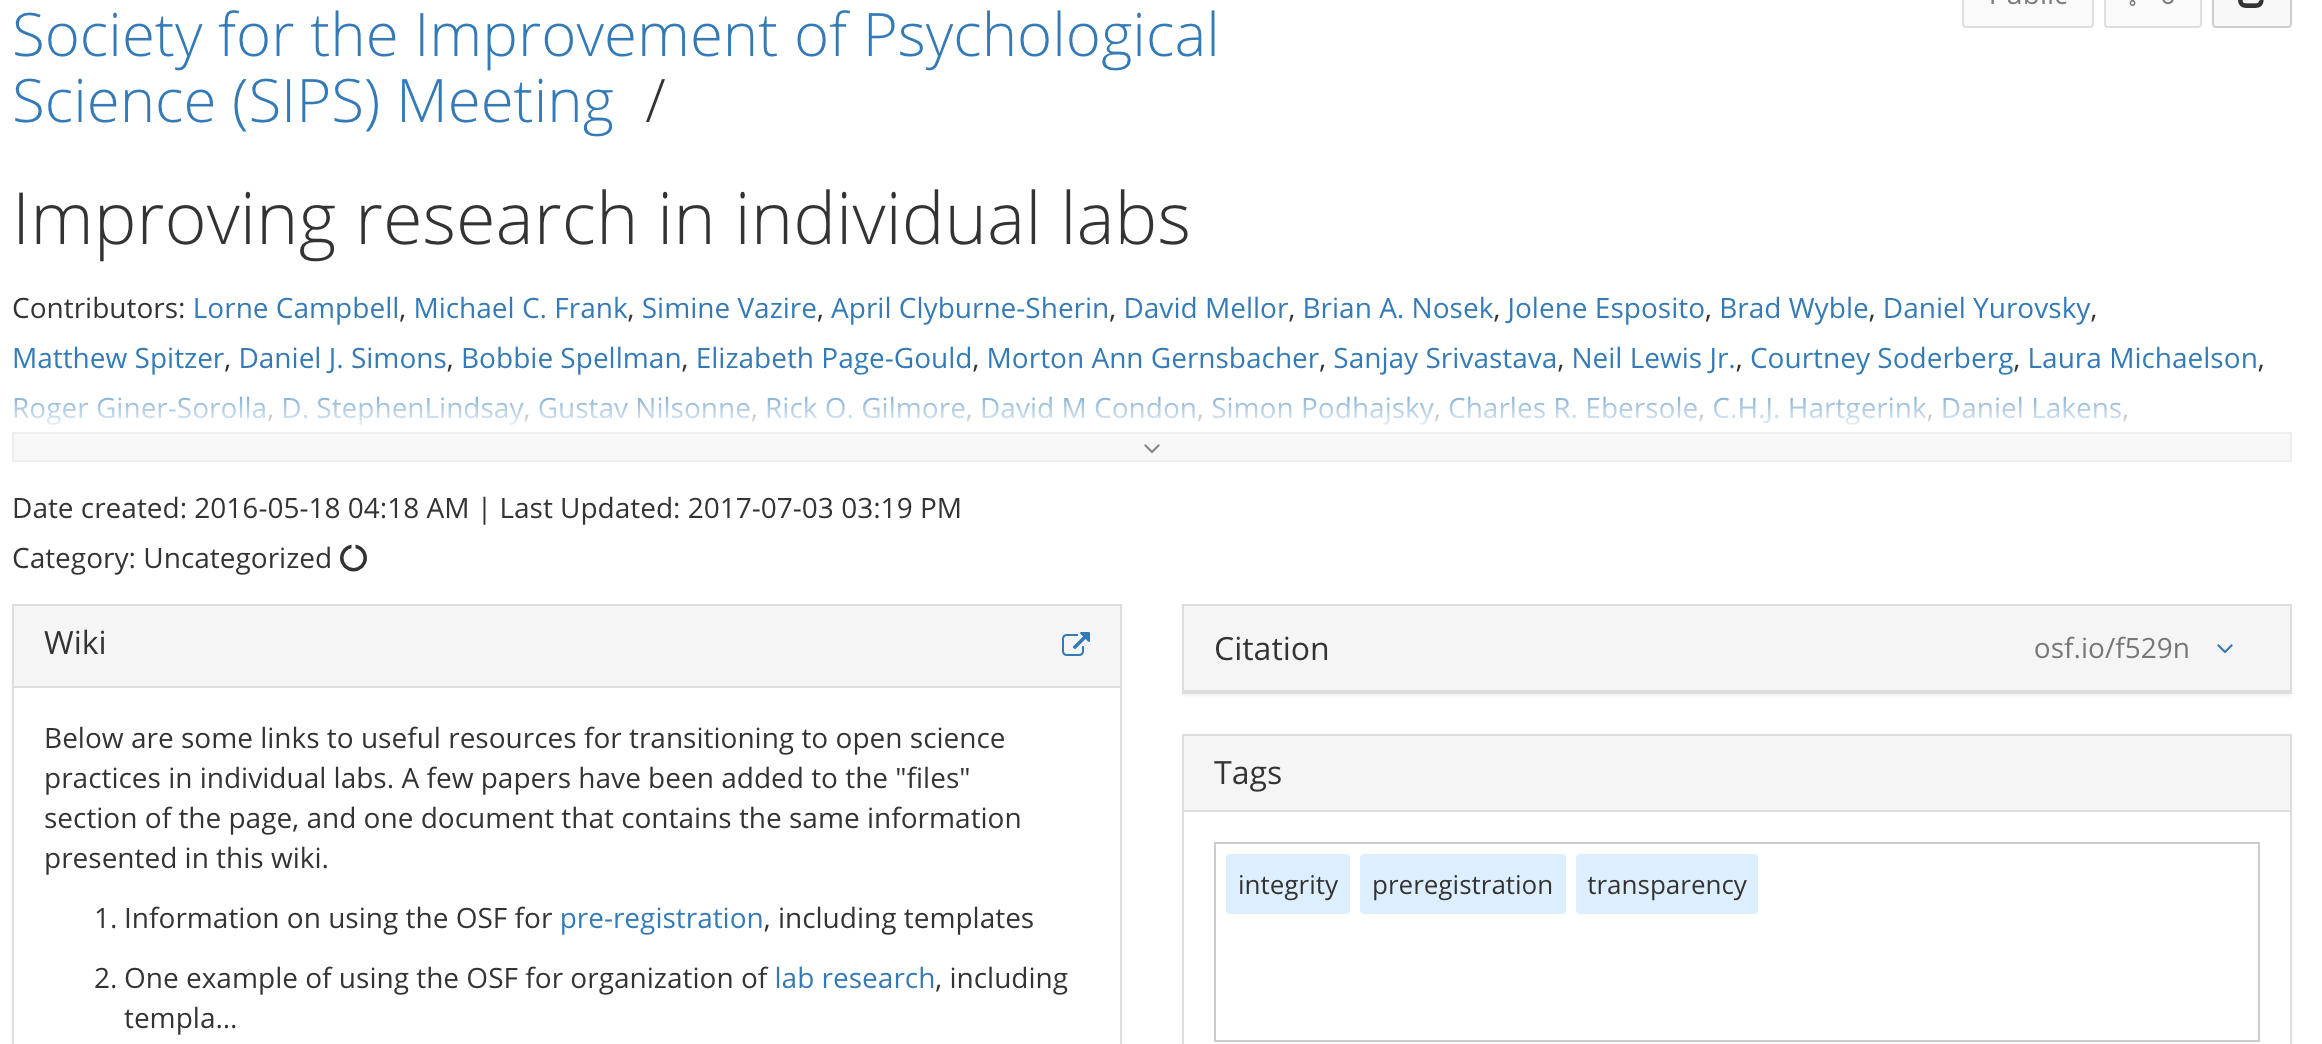 Society for the Improvement of Psychological
Science (SIPS) Meeting /
Improving research in individual labs
Contributors: Lorne Campbell, Michael C. Frank, Simine Vazire, April Clyburne-Sherin, David Mellor, Brian A. Nosek, Jolene Esposito, Brad Wyble, Daniel Yurovsky,
Matthew Spitzer, Daniel J. Simons, Bobbie Spellman, Elizabeth Page-Gould, Morton Ann Gernsbacher, Sanjay Srivastava, Neil Lewis Jr., Courtney Soderberg, Laura Michaelson,
Roger Giner-Sorolla, D. StephenLindsay, Gustav Nilsonne, Rick O. Gilmore, David M Condon, Simon Podhajsky, Charles R. Ebersole, C.H.J. Hartgerink, Daniel Lakens,
Date created: 2016-05-18 04:18 AM | Last Updated: 2017-07-03 03:19 PM
Category: Uncategorized
Wiki
Below are some links to useful resources for transitioning to open science
practices in individual labs. A few papers have been added to the "files"
section of the page, and one document that contains the same information
presented in this wiki.
1. Information on using the OSF for pre-registration, including templates
2. One example of using the OSF for organization of lab research, including
templa...
Citation
osf.io/f529n
Tags
integrity
preregistration
transparency